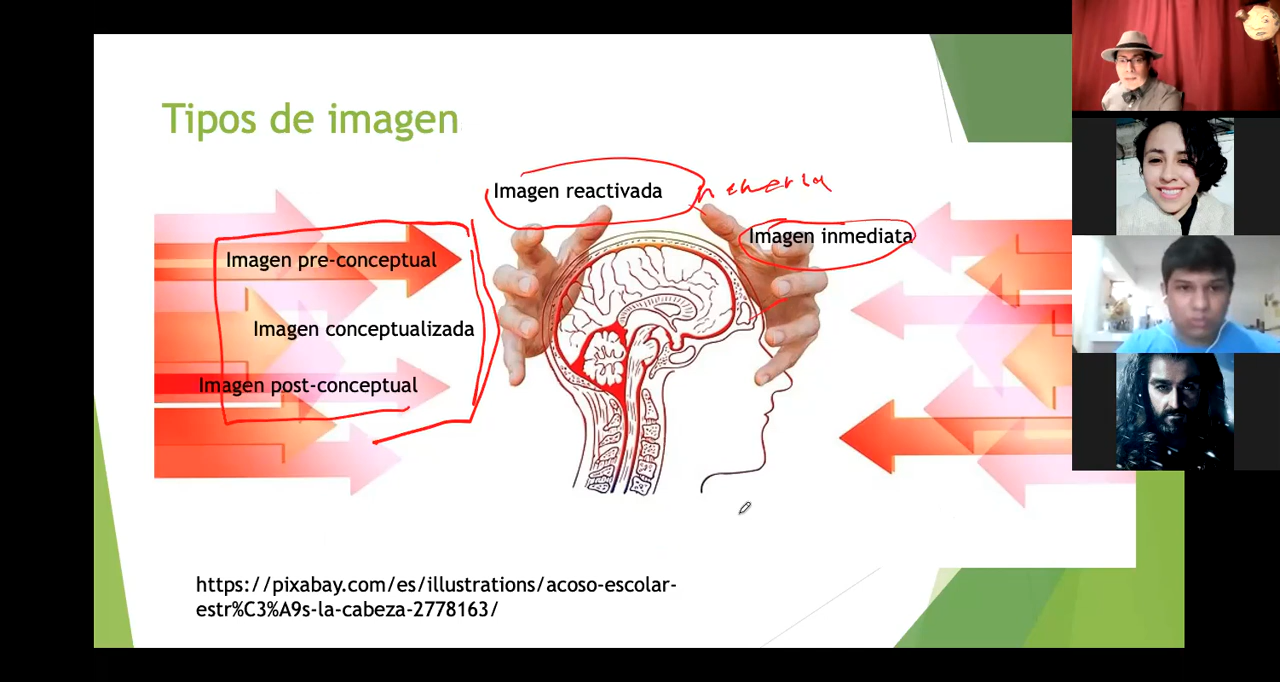 Tipos de imagen
Imagen reactivada
memoria
Imagen inmediata
Imagen pre-conceptual
Imagen conceptualizada
Imagen post-conceptual
https://pixabay.com/es/illustrations/acoso-escolar-
estr%C3%A9s-la-cabeza-2778163/